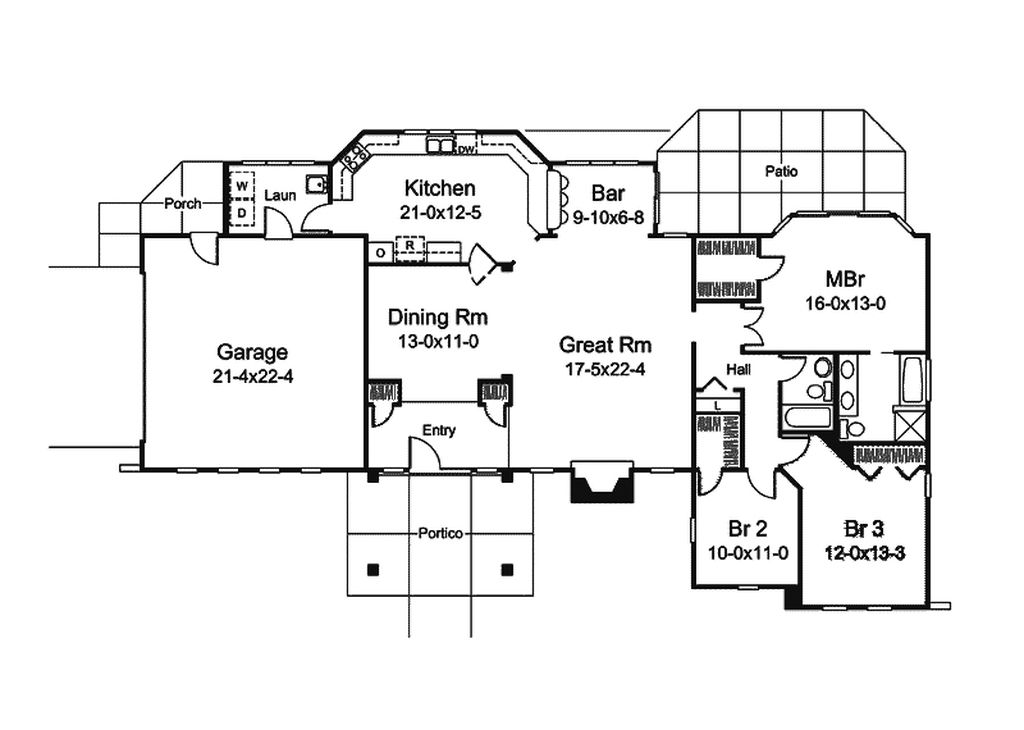 Patio
W
Laun
DW
Kitchen
21-0x12-5
Bar
9-10x6-8
Porch
D
O
R
MBr
16-0x13-0
Dining Rm
13-0x11-0
Garage
21-4x22-4
Great Rm
17-5x22-4
Hall
L
Entry
Portico
Br 2
10-0x11-0
Br 3
12-0x13-3